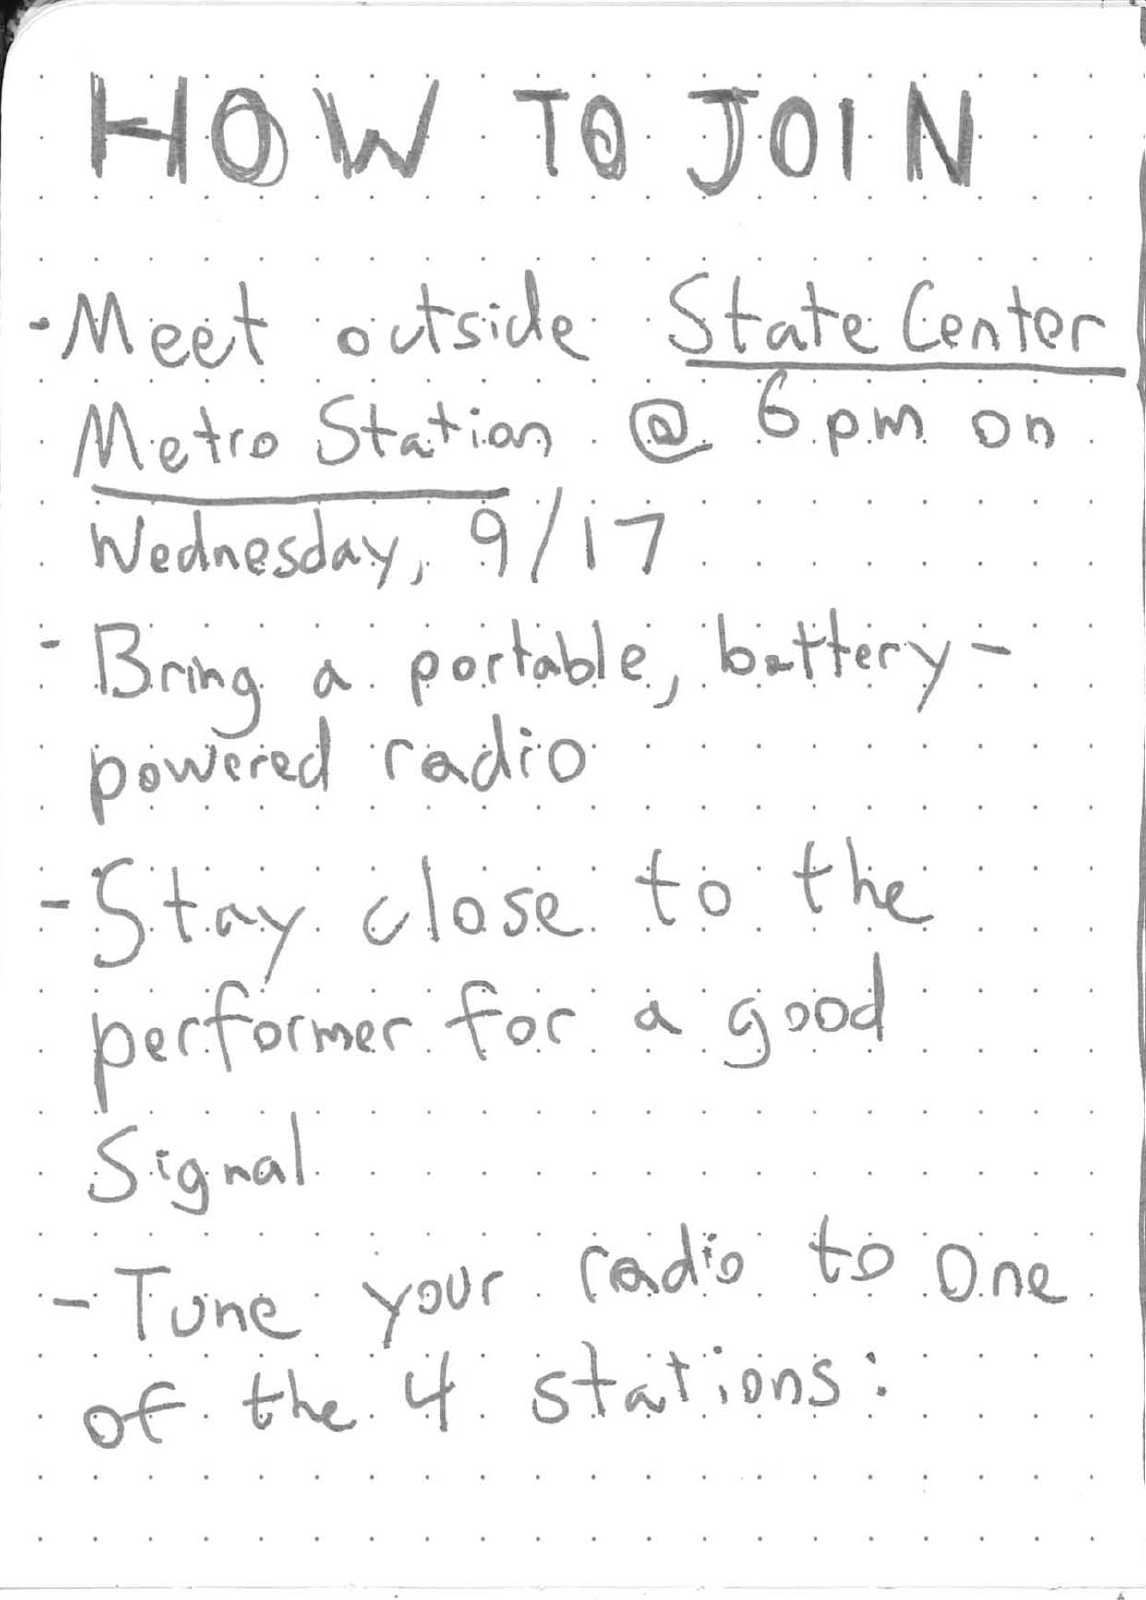 HOW TO JOIN
- Meet outside State Center
Metro Station @ 6pm on
Wednesday, 9/17
- Bring a portable, battery-
powered radio
- Stay close to the
performer for a good
Signal
- Tune your radio to one
of the 4 stations: